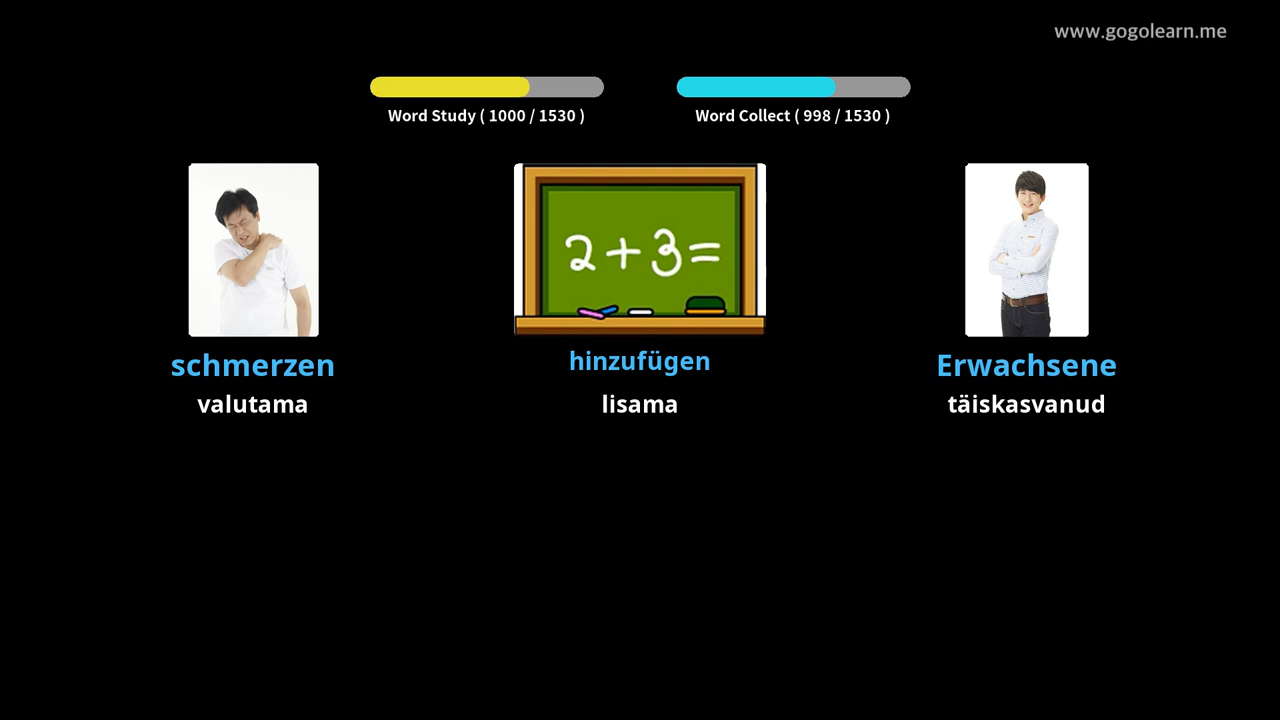 www.gogolearn.me
Word Study ( 1000 / 1530 )
Word Collect ( 998 / 1530 )
2+3=
schmerzen
hinzufügen
Erwachsene
valutama
lisama
täiskasvanud